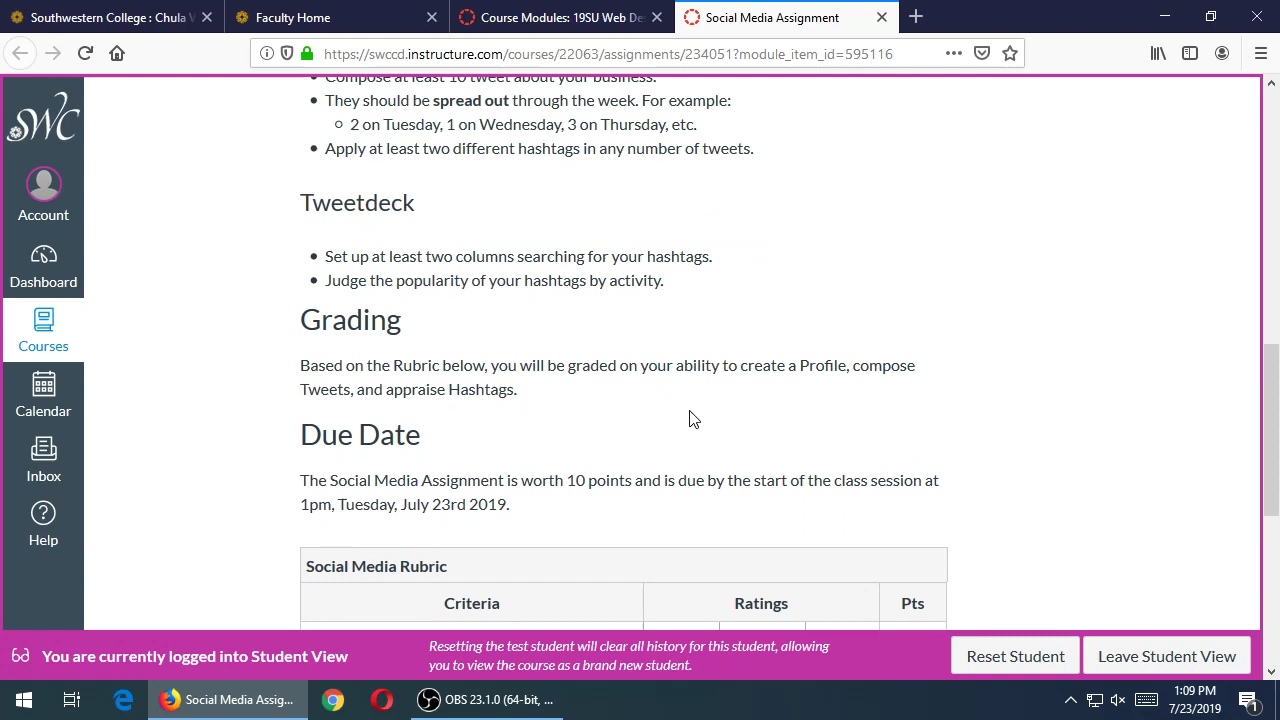 Southwestern College : Chula V
Faculty Home
Course Modules: 19SU Web De
Social Media Assignment
https://swccd.instructure.com/courses/22063/assignments/234051?module_item_id=595116
SWC
Account
Dashboard
Courses
Calendar
Inbox
Help
Compose at least 10 tweet about your business.
They should be spread out through the week. For example:
2 on Tuesday, 1 on Wednesday, 3 on Thursday, etc.
Apply at least two different hashtags in any number of tweets.
Tweetdeck
Set up at least two columns searching for your hashtags.
Judge the popularity of your hashtags by activity.
Grading
Based on the Rubric below, you will be graded on your ability to create a Profile, compose
Tweets, and appraise Hashtags.
Due Date
The Social Media Assignment is worth 10 points and is due by the start of the class session at
1pm, Tuesday, July 23rd 2019.
Social Media Rubric
Criteria Ratings Pts
You are currently logged into Student View
Resetting the test student will clear all history for this student, allowing
you to view the course as a brand new student.
Reset Student
Leave Student View
Social Media Assig...
OBS 23.1.0 (64-bit, ...
1:09 PM
7/23/2019
1